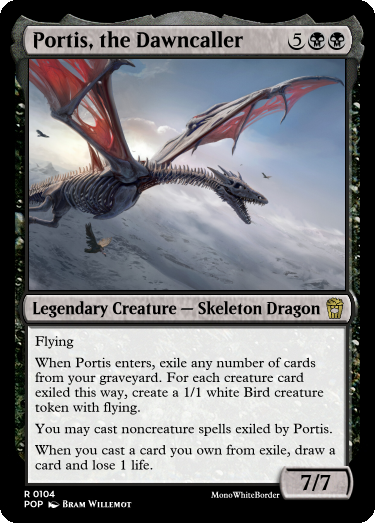 Portis, the Dawncaller 5
Legendary Creature — Skeleton Dragon
Flying
When Portis enters, exile any number of cards
from your graveyard. For each creature card
exiled this way, create a 1/1 white Bird creature
token with flying.
You may cast noncreature spells exiled by Portis.
When you cast a card you own from exile, draw a
card and lose 1 life.
7/7
R 0104
POP Bram Willemot
MonoWhiteBorder